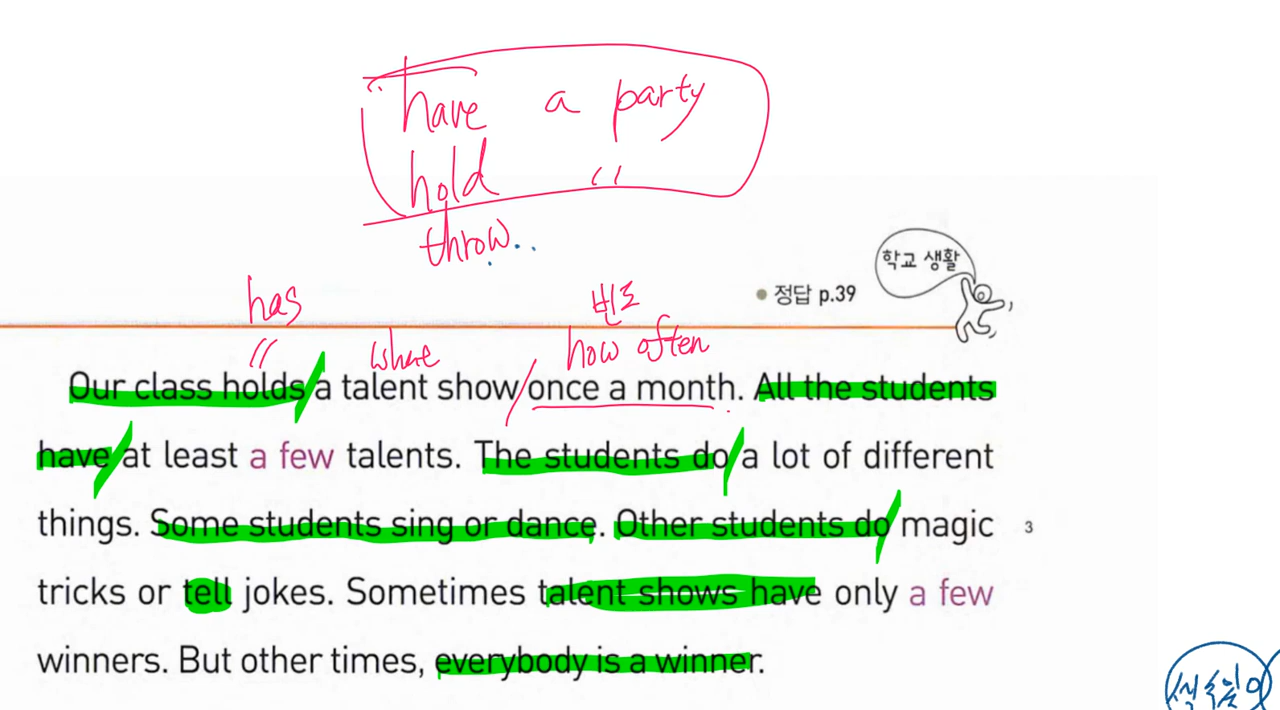 have a party
hold "
throw..
학교 생활
정답 p.39
has 빈도
" what how often
Our class holds a talent show once a month. All the students
have at least a few talents. The students do a lot of different
things. Some students sing or dance. Other students do magic 3
tricks or tell jokes. Sometimes talent shows have only a few
winners. But other times, everybody is a winner.